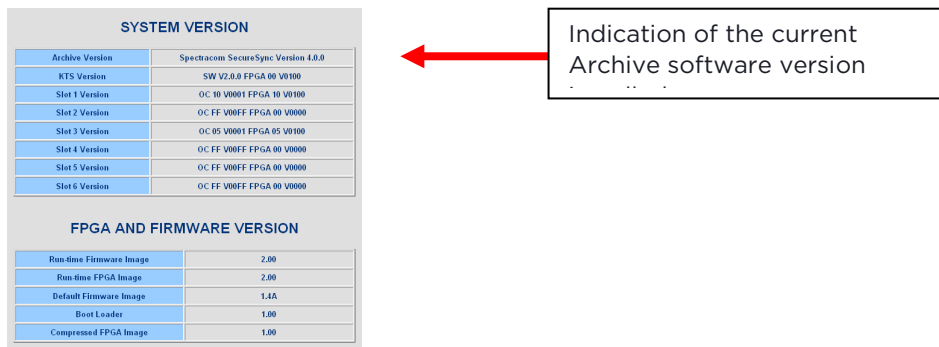 SYSTEM VERSION
Archive Version Spectracom SecureSync Version 4.0.0
KTS Version SW V2.0.0 FPGA 00 V0100
Slot 1 Version OC 10 V0001 FPGA 10 V0100
Slot 2 Version OC FF V00FF FPGA 00 V0000
Slot 3 Version OC 05 V0001 FPGA 05 V0100
Slot 4 Version OC FF V00FF FPGA 00 V0000
Slot 5 Version OC FF V00FF FPGA 00 V0000
Slot 6 Version OC FF V00FF FPGA 00 V0000
FPGA AND FIRMWARE VERSION
Run-time Firmware Image 2.00
Run-time FPGA Image 2.00
Default Firmware Image 1.4A
Boot Loader 1.00
Compressed FPGA Image 1.00
Indication of the current
Archive software version